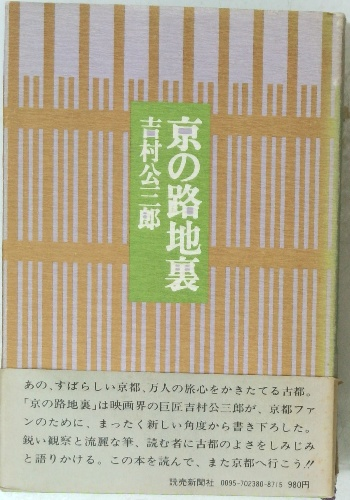 京の路地裏
吉村公三郎
あの、すばらしい京都、万人の旅心をかきたてる古都。
「京の路地裏」は映画界の巨匠吉村公三郎が、京都ファ
ンのために、まったく新しい角度から書き下ろした。
鋭い観察と流麗な筆、読む者に古都のよさをしみじみ
と語りかける。この本を読んで、また京都へ行こう!!
読売新聞社 0095-702380-8715 980円